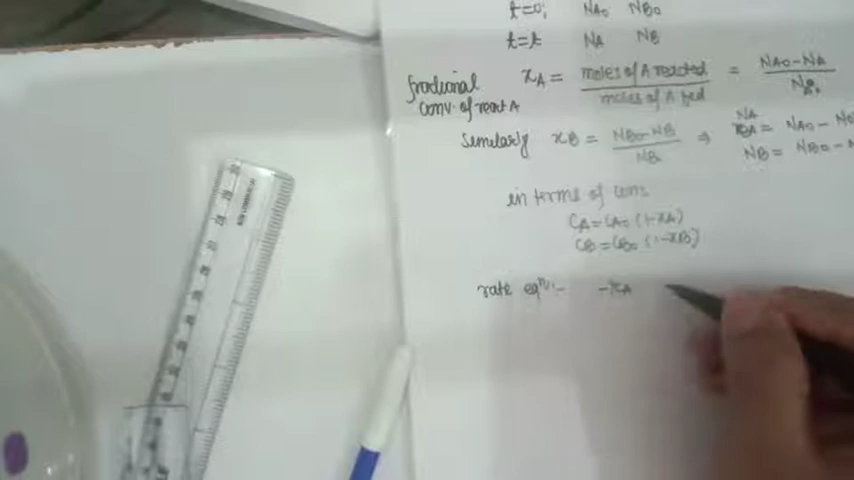 t=0, NA0 NB0
t=t NA NB
fractional conv. of react A xA = moles of A reacted / moles of A fed = NA0-NA / NA0
Similarly xB = NB0-NB / NB0 ⇒ NA = NA0-
NB = NB0-
in terms of conc
CA=CA0 (1-xA)
CB=CB0 (1-xB)
rate eqn:- -rA